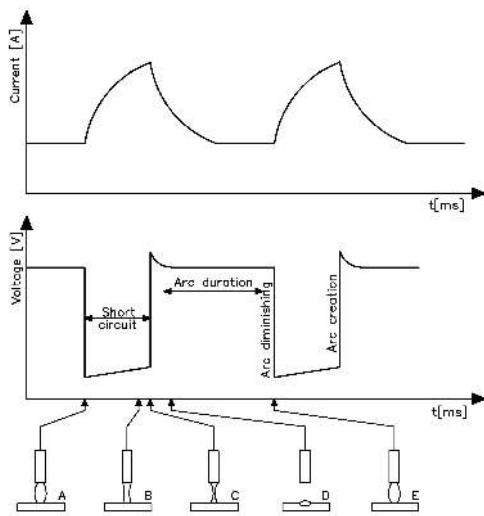 Current [A]
t[ms]
Voltage [V]
Arc duration
Short
circuit
Arc diminishing
Arc creation
t[ms]
A
B
C
D
E